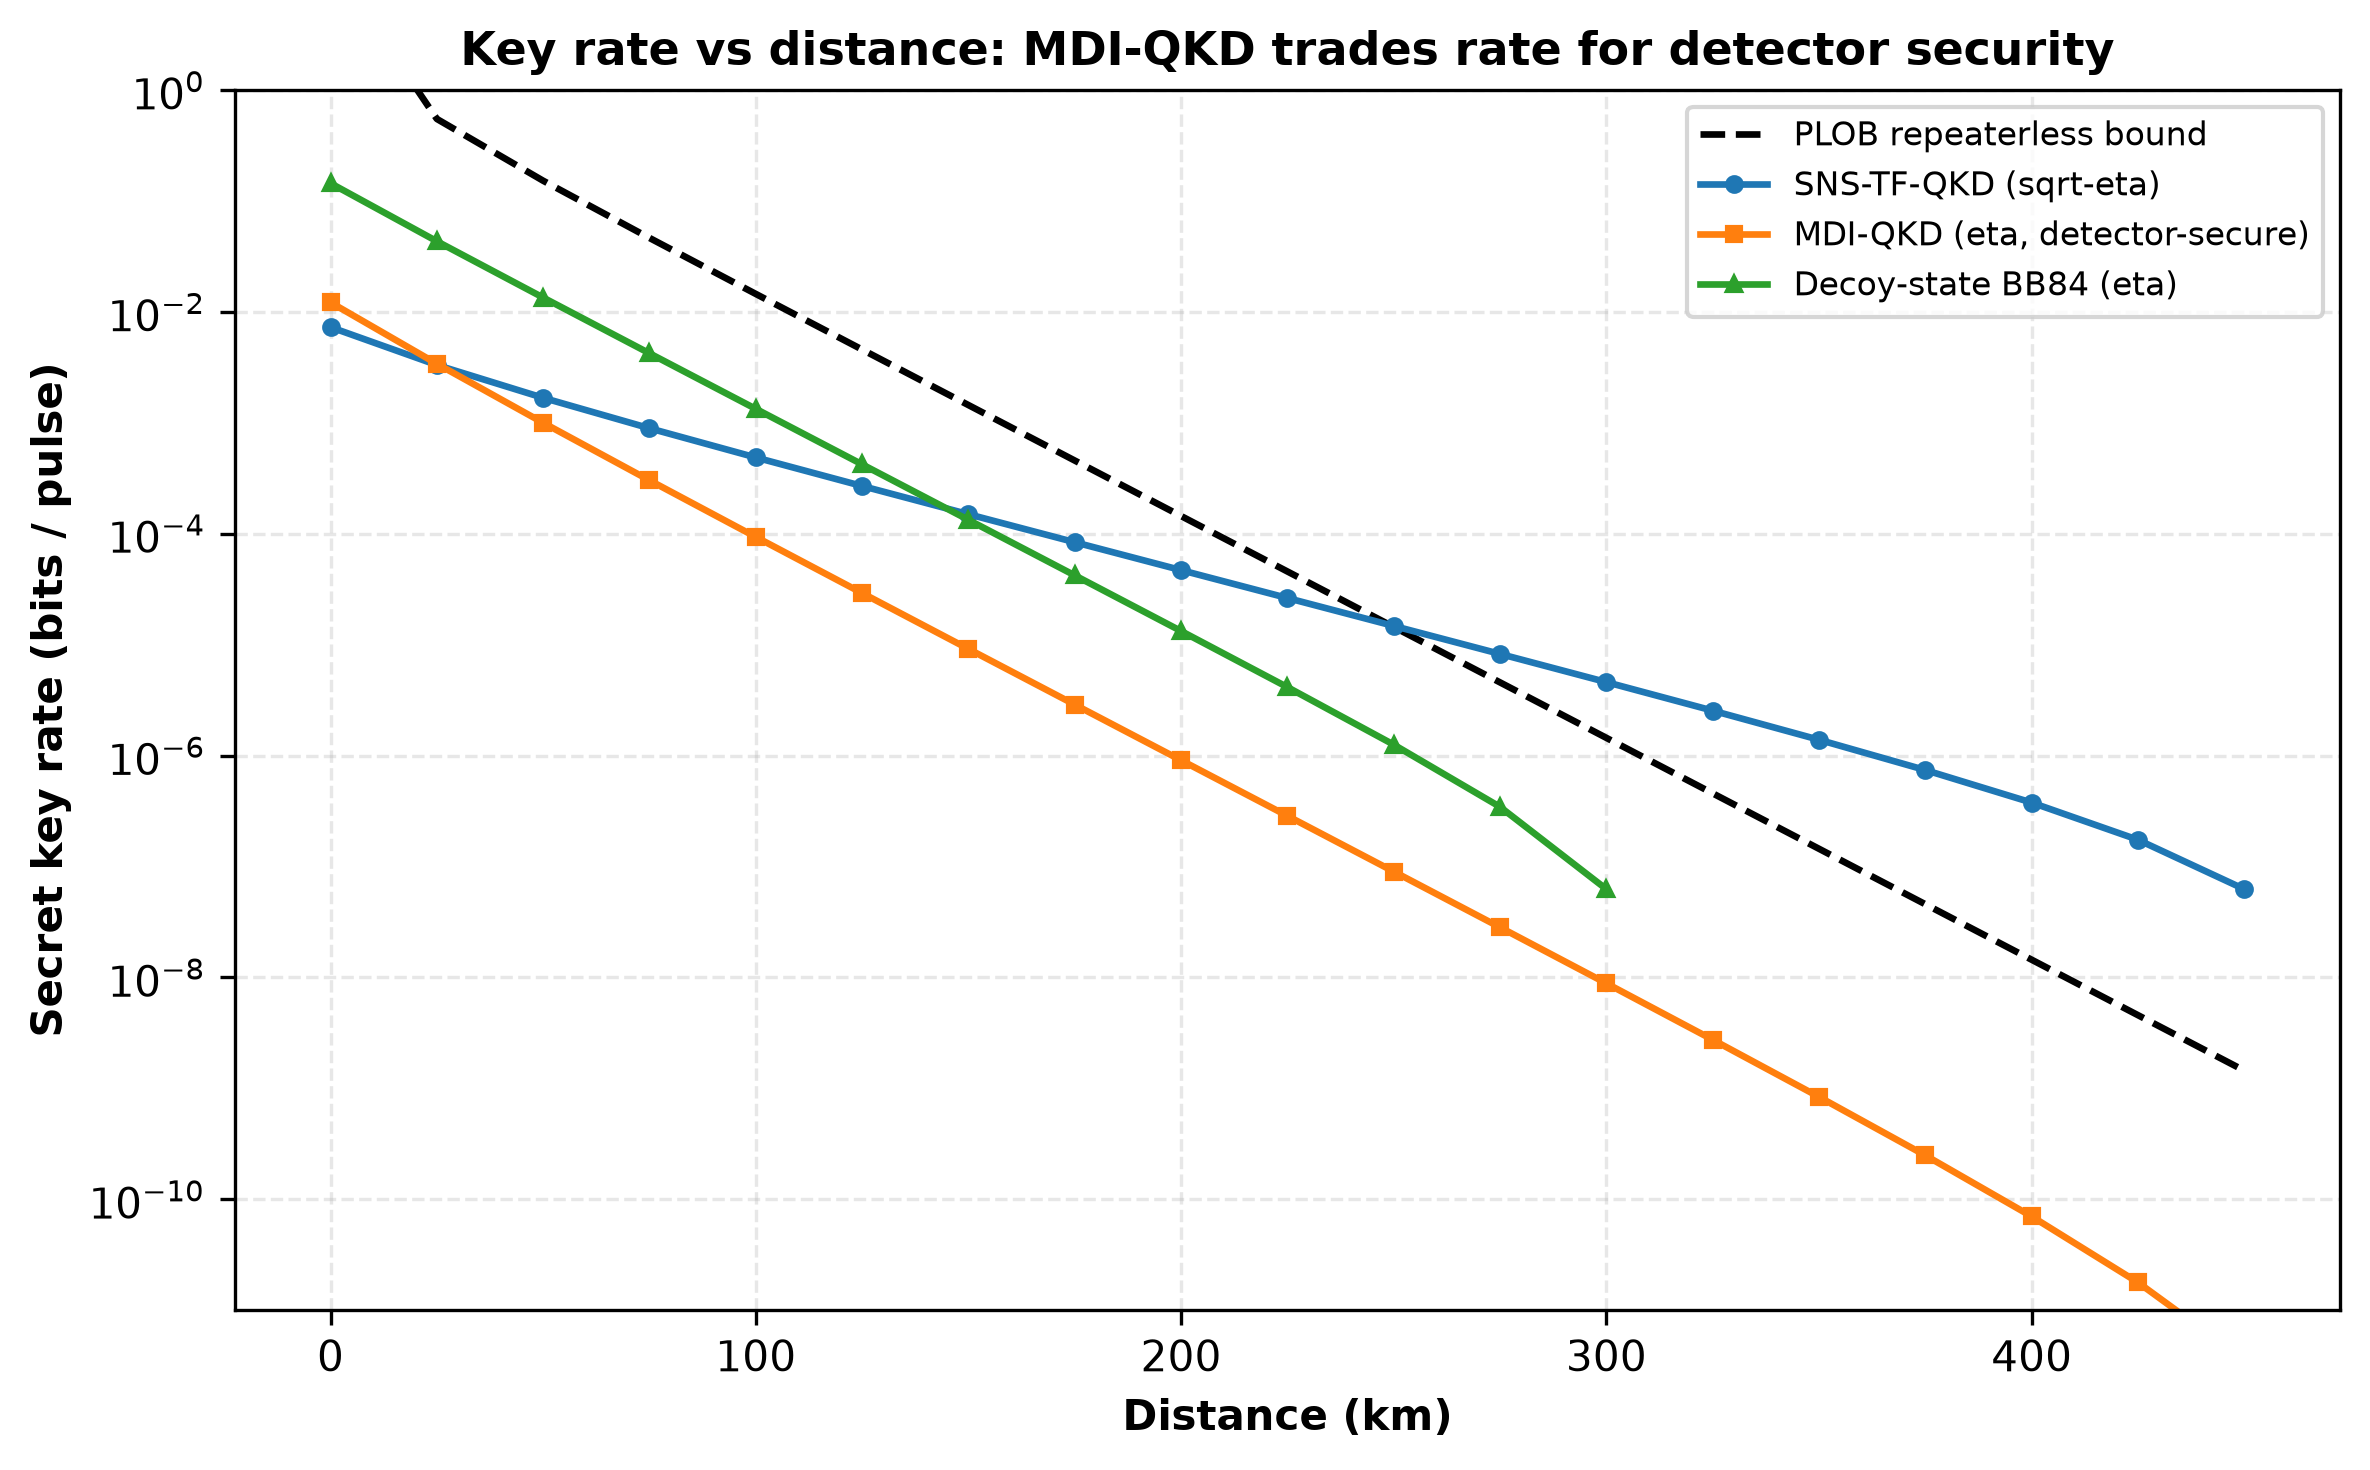 Key rate vs distance: MDI-QKD trades rate for detector security
10⁰
10⁻²
10⁻⁴
10⁻⁶
10⁻⁸
10⁻¹⁰
Secret key rate (bits / pulse)
PLOB repeaterless bound
SNS-TF-QKD (sqrt-eta)
MDI-QKD (eta, detector-secure)
Decoy-state BB84 (eta)
0 100 200 300 400
Distance (km)